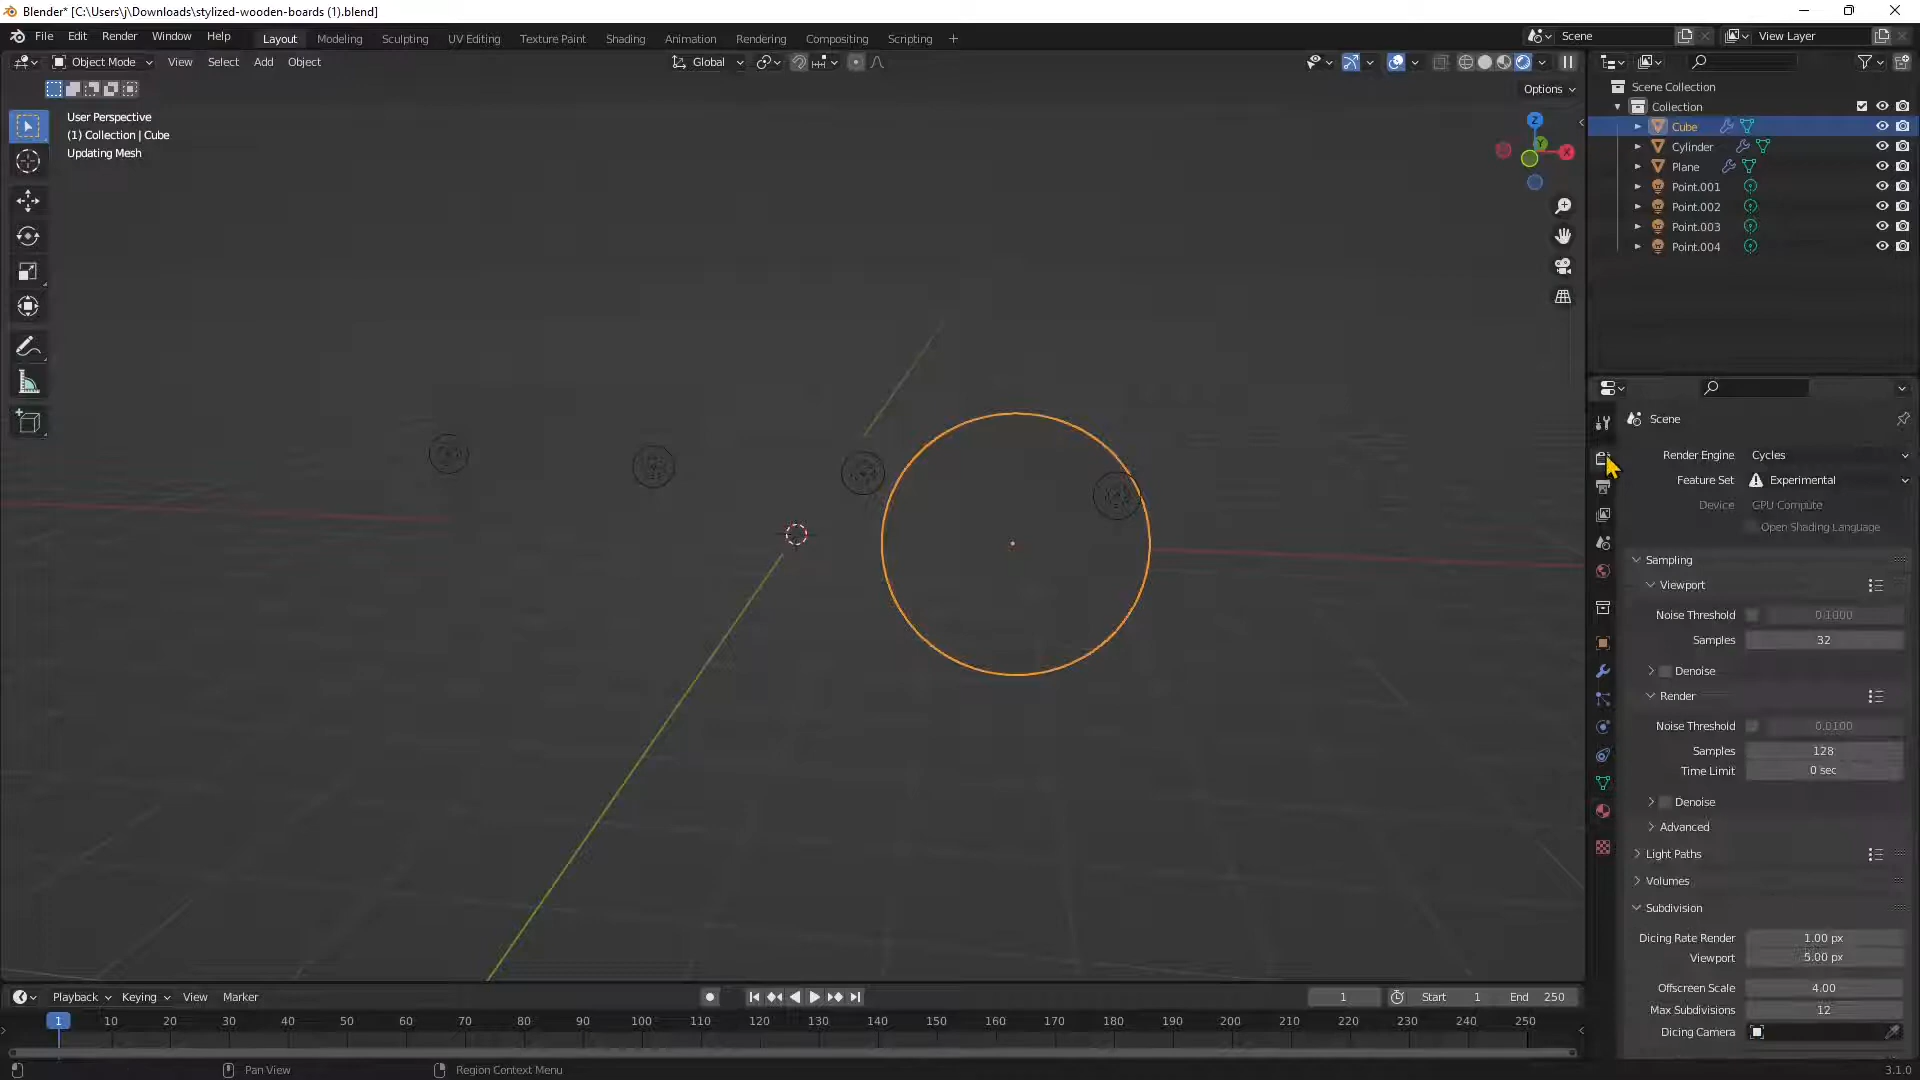 Blender* [C:\Users\j\Downloads\stylized-wooden-boards (1).blend]
File Edit Render Window Help Layout Modeling Sculpting UV Editing Texture Paint Shading Animation Rendering Compositing Scripting + Scene View Layer
Object Mode View Select Add Object Global
Options
User Perspective
(1) Collection | Cube
Updating Mesh
Z
Y
X
Scene Collection
Collection
Cube
Cylinder
Plane
Point.001
Point.002
Point.003
Point.004
Scene
Render Engine Cycles
Feature Set Experimental
Device GPU Compute
Open Shading Language
Sampling
Viewport
Noise Threshold 0.1000
Samples 32
Denoise
Render
Noise Threshold 0.0100
Samples 128
Time Limit 0 sec
Denoise
Advanced
Light Paths
Volumes
Subdivision
Dicing Rate Render 1.00 px
Viewport 5.00 px
Offscreen Scale 4.00
Max Subdivisions 12
Dicing Camera
Playback Keying View Marker 1 Start 1 End 250
1 10 20 30 40 50 60 70 80 90 100 110 120 130 140 150 160 170 180 190 200 210 220 230 240 250
Pan View Region Context Menu 3.1.0